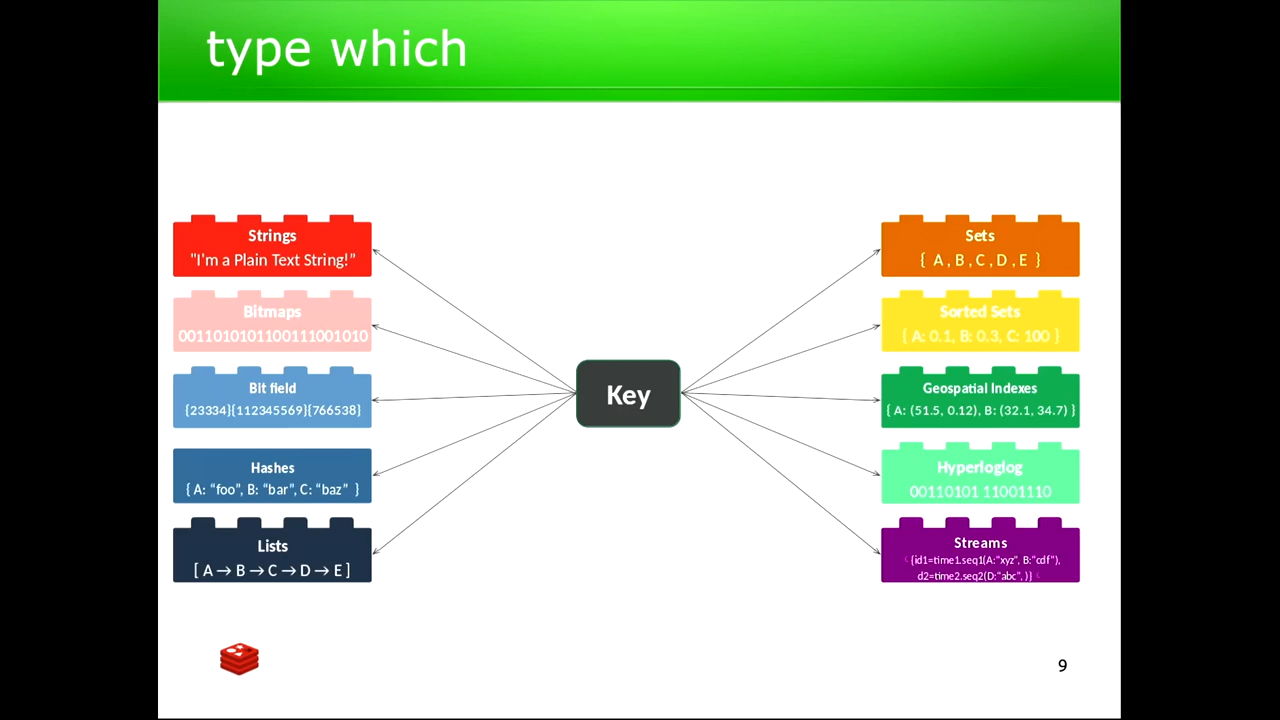 type which
Strings
"I'm a Plain Text String!”
Bitmaps
00110101011001110010​10
Bit field
{23334}{112345569}{766538}
Hashes
{ A: “foo”, B: “bar”, C: “baz” }
Lists
[ A → B → C → D → E ]
Key
Sets
{ A , B , C , D , E }
Sorted Sets
{ A: 0.1, B: 0.3, C: 100 }
Geospatial Indexes
{ A: (51.5, 0.12), B: (32.1, 34.7) }
Hyperloglog
00110101 11001110
Streams
{id1=time1.seq1(A:"xyz", B:"cdf"),
d2=time2.seq2(D:"abc", )}
9